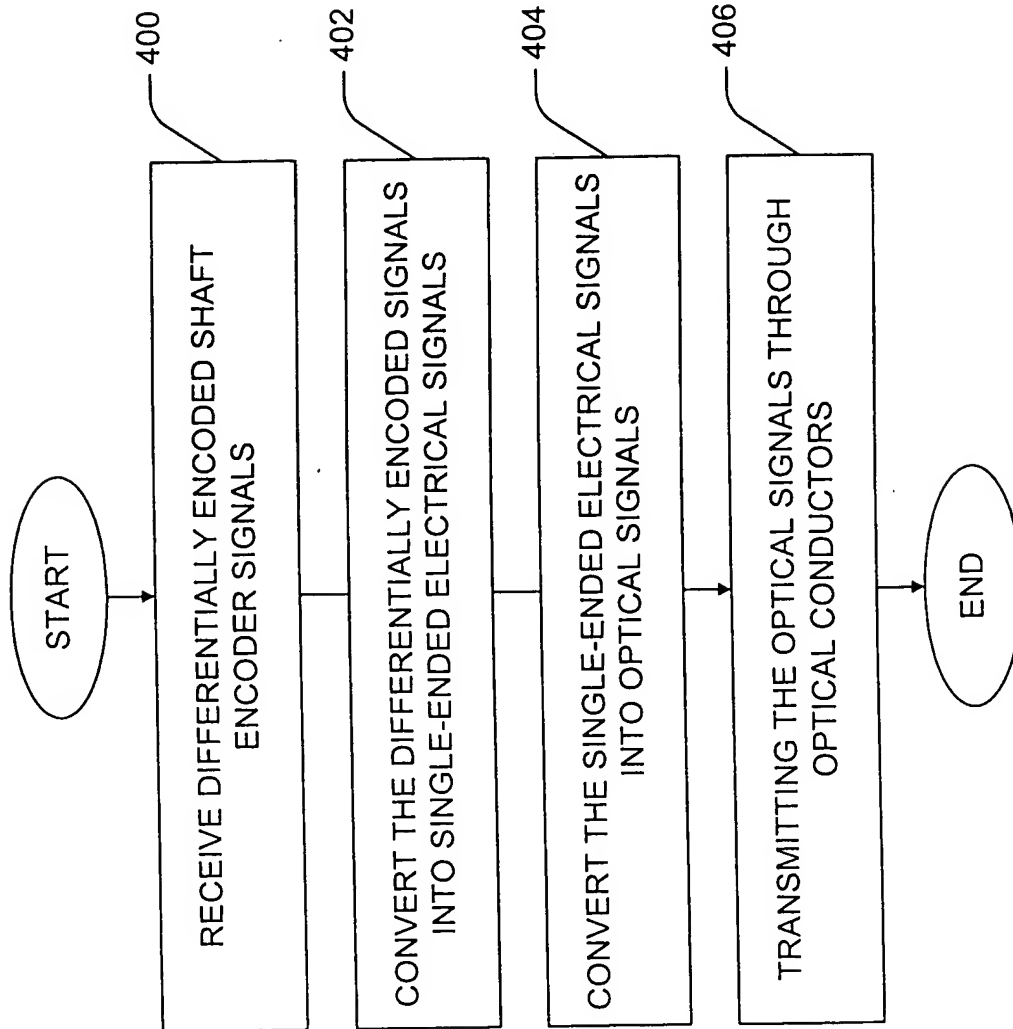 START
400
RECEIVE DIFFERENTIALLY ENCODED SHAFT
ENCODER SIGNALS
402
CONVERT THE DIFFERENTIALLY ENCODED SIGNALS
INTO SINGLE-ENDED ELECTRICAL SIGNALS
404
CONVERT THE SINGLE-ENDED ELECTRICAL SIGNALS
INTO OPTICAL SIGNALS
406
TRANSMITTING THE OPTICAL SIGNALS THROUGH
OPTICAL CONDUCTORS
END